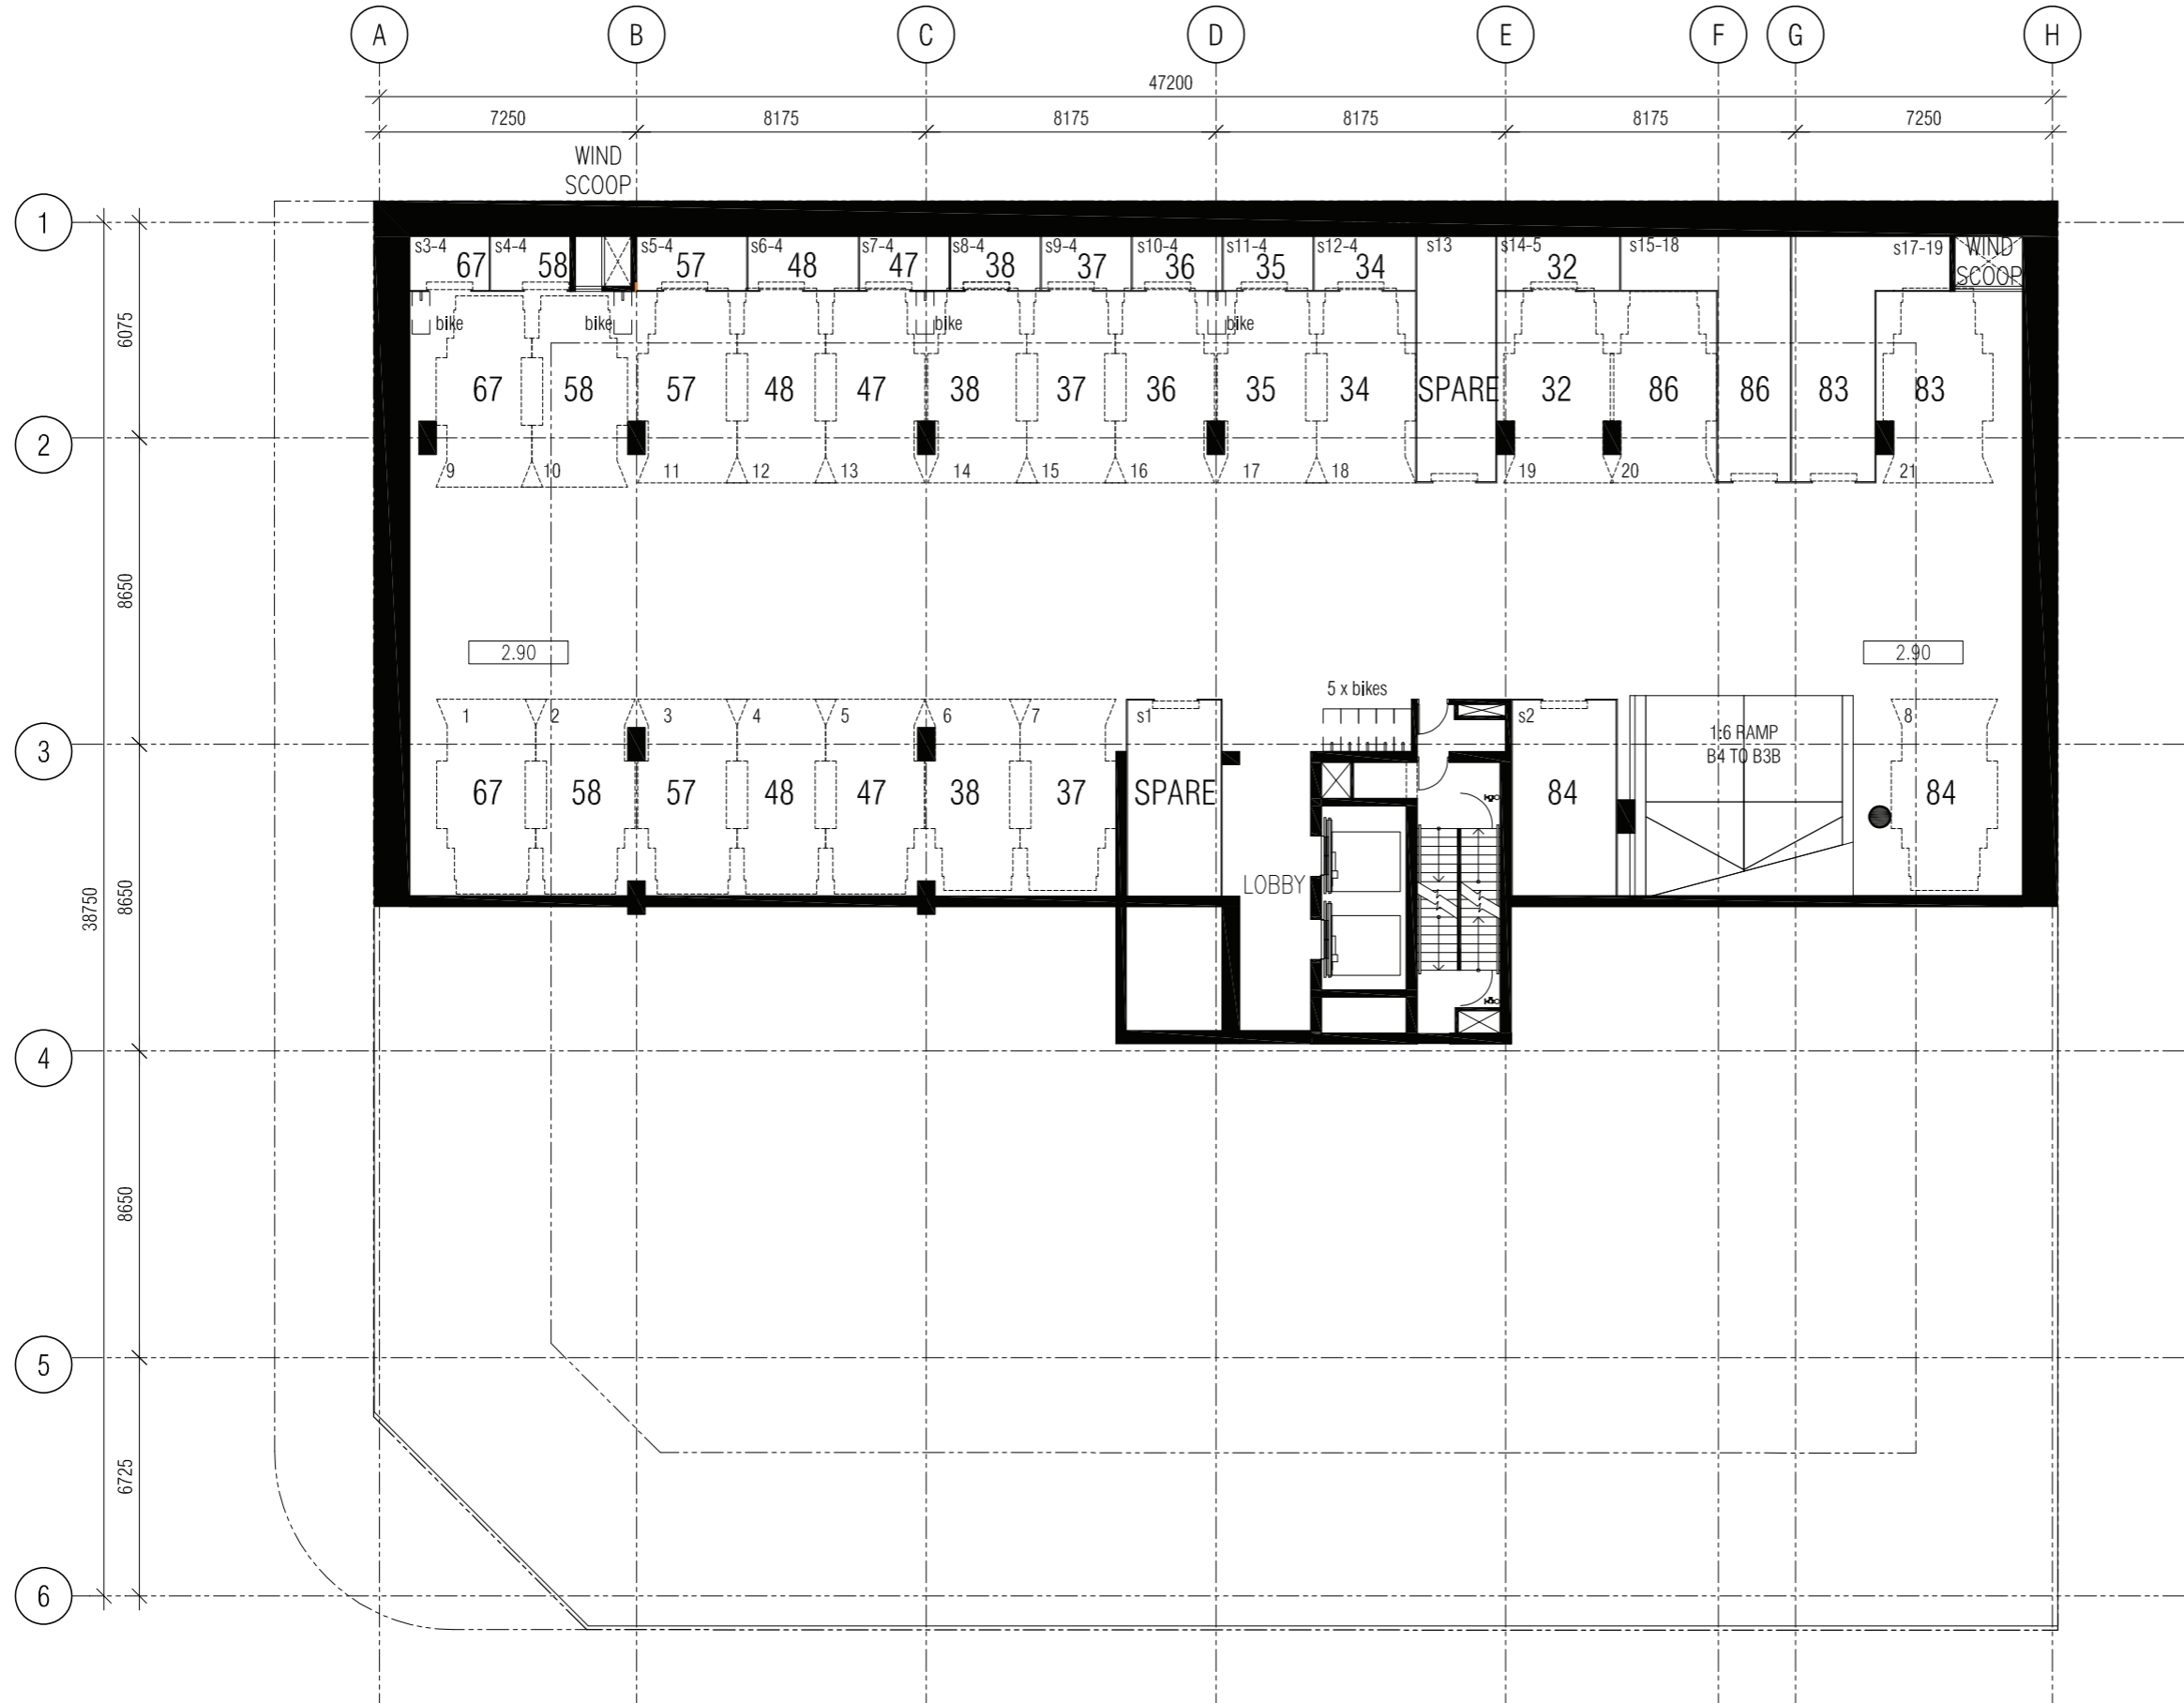 A
B
C
D
E
F
G
H
47200
7250
8175
8175
8175
8175
7250
WIND
SCOOP
1
s3-4
67
s4-4
58
s5-4
57
s6-4
48
s7-4
47
s8-4
38
s9-4
37
s10-4
36
s11-4
35
s12-4
34
s13
s14-5
32
s15-18
s17-19
WIND
SCOOP
bike
bike
bike
bike
6075
67
58
57
48
47
38
37
36
35
34
SPARE
32
86
86
83
83
2
9
10
11
12
13
14
15
16
17
18
19
20
21
8650
2.90
2.90
5 x bikes
1
2
3
4
5
6
7
s1
s2
8
3
1:6 RAMP
B4 TO B3B
67
58
57
48
47
38
37
SPARE
84
84
LOBBY
8650
38750
4
8650
5
6725
6